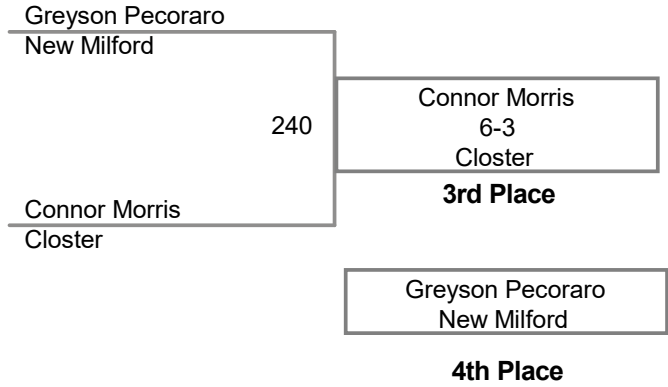 Greyson Pecoraro
New Milford
240
Connor Morris
6-3
Closter
3rd Place
Connor Morris
Closter
Greyson Pecoraro
New Milford
4th Place